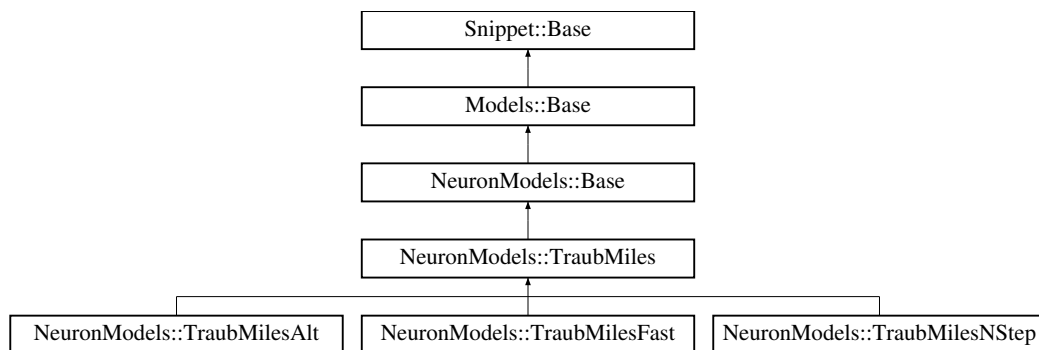 Snippet::Base
Models::Base
NeuronModels::Base
NeuronModels::TraubMiles
NeuronModels::TraubMilesAlt
NeuronModels::TraubMilesFast
NeuronModels::TraubMilesNStep